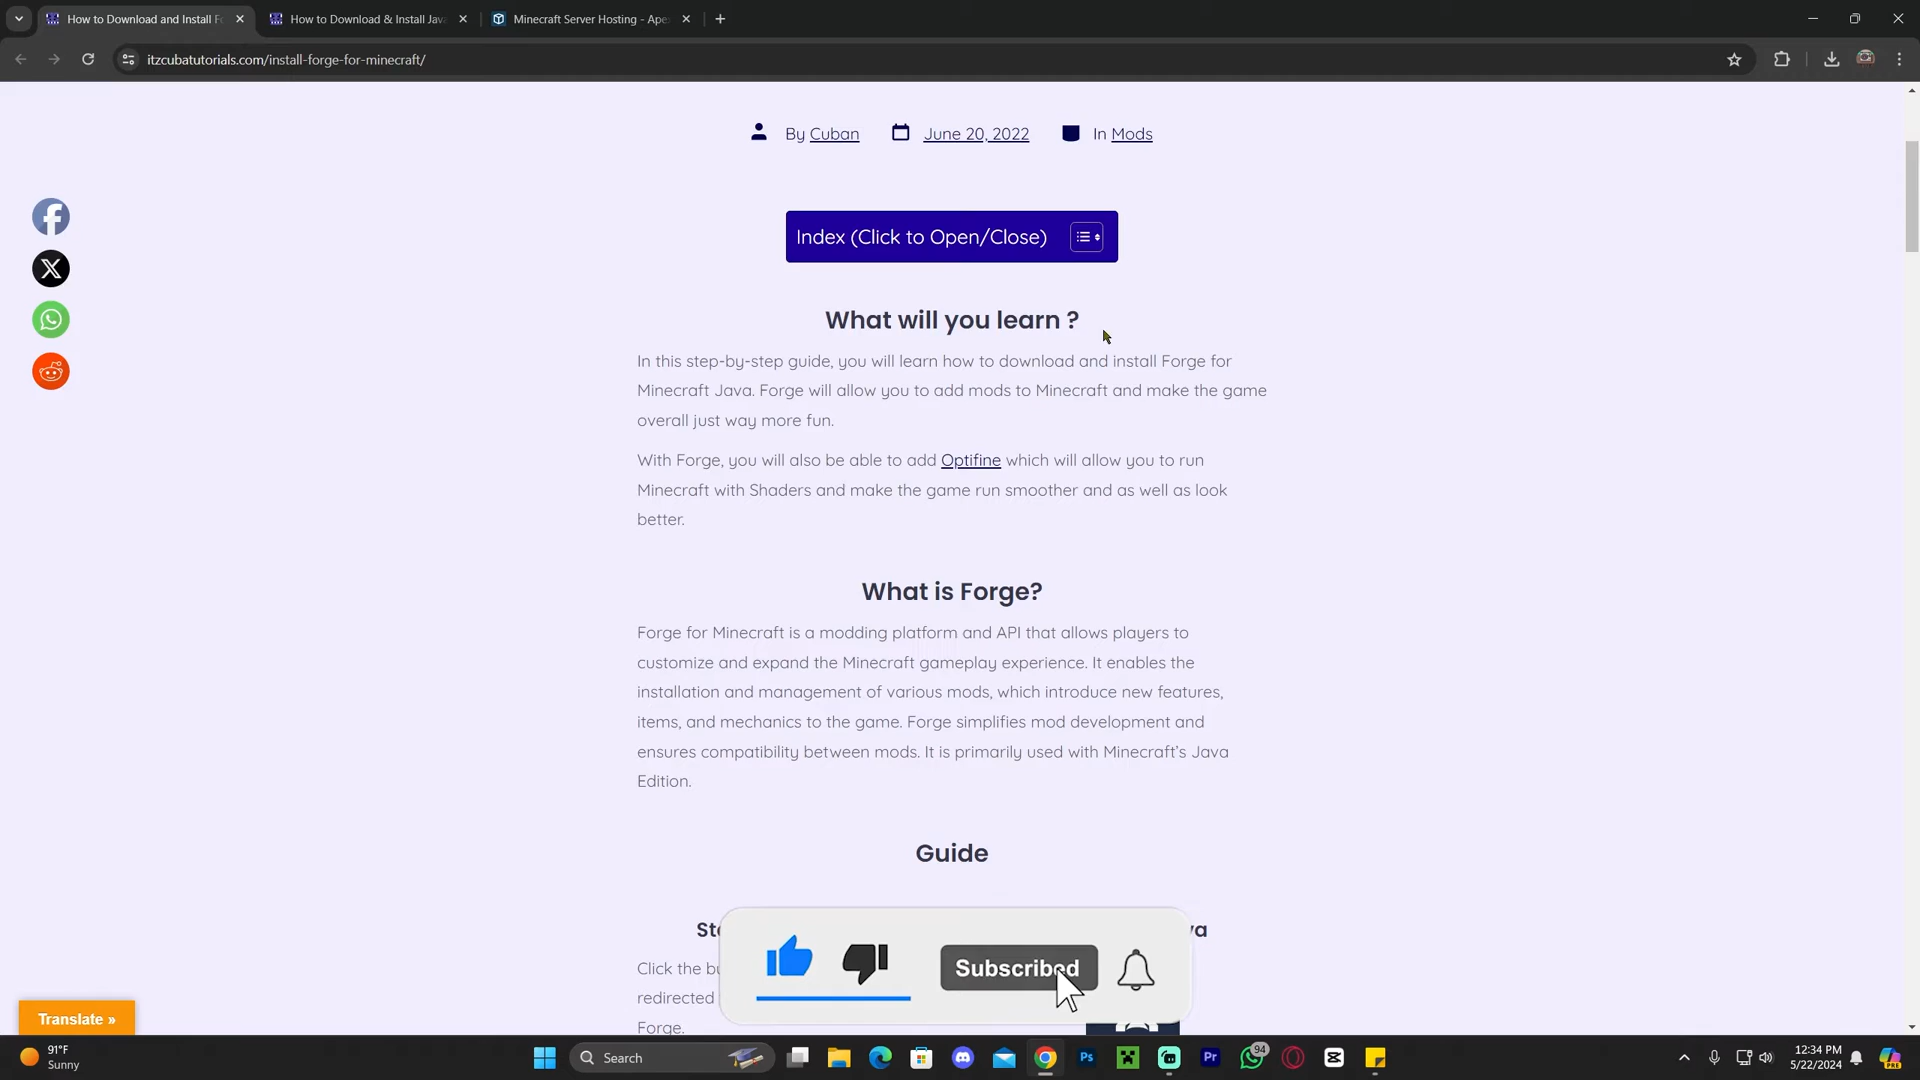 How to Download and Install Fo
How to Download & Install Java
Minecraft Server Hosting - Apex
itzcubatutorials.com/install-forge-for-minecraft/
By Cuban
June 20, 2022
In Mods
Index (Click to Open/Close)
What will you learn ?
In this step-by-step guide, you will learn how to download and install Forge for
Minecraft Java. Forge will allow you to add mods to Minecraft and make the game
overall just way more fun.
With Forge, you will also be able to add Optifine which will allow you to run
Minecraft with Shaders and make the game run smoother and as well as look
better.
What is Forge?
Forge for Minecraft is a modding platform and API that allows players to
customize and expand the Minecraft gameplay experience. It enables the
installation and management of various mods, which introduce new features,
items, and mechanics to the game. Forge simplifies mod development and
ensures compatibility between mods. It is primarily used with Minecraft's Java
Edition.
Guide
Click the
redirected
Forge.
Subscribed
Translate »
91°F
Sunny
Search
Ps
Pr
94
PRE
12:34 PM
5/22/2024